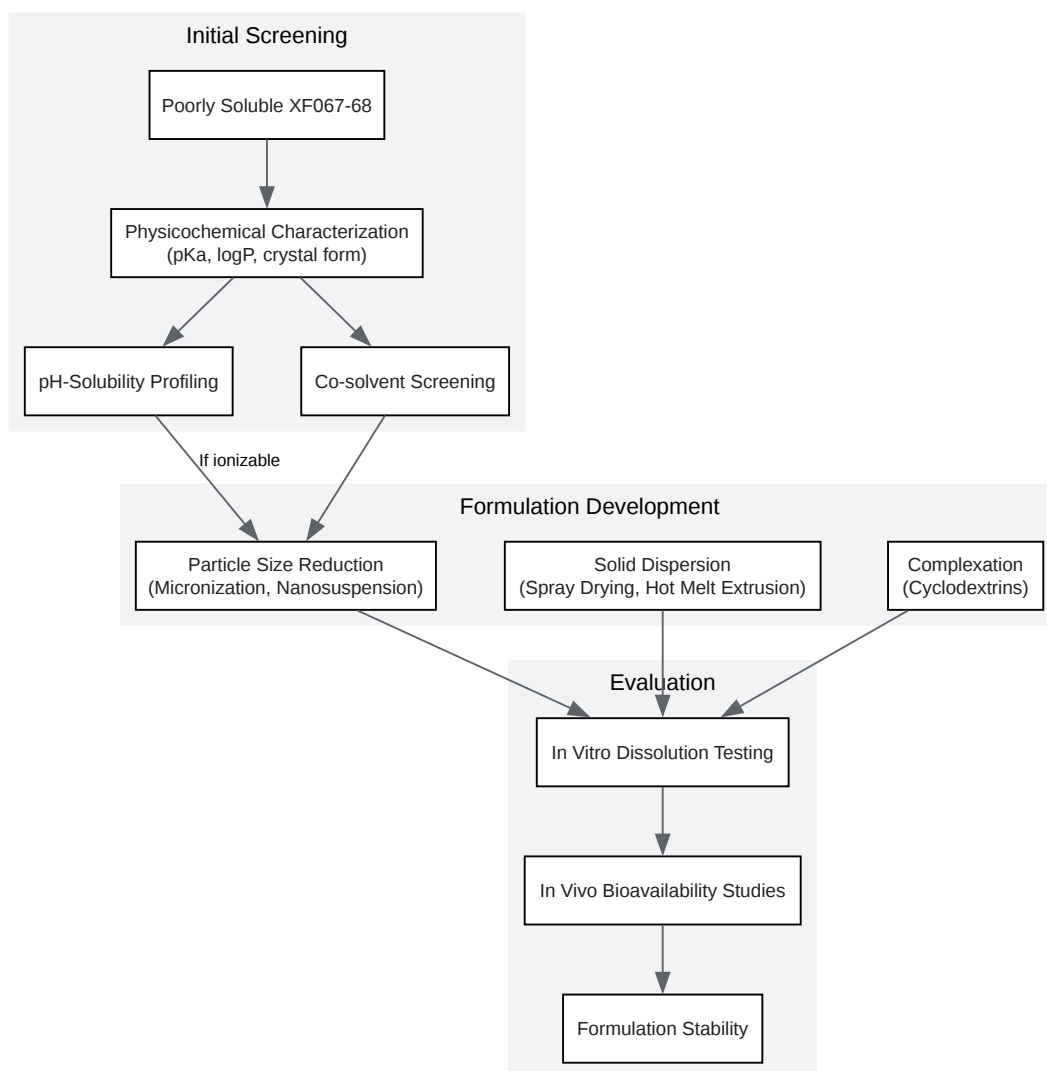 Initial Screening
Poorly Soluble XF067-68
Physicochemical Characterization
(pKa, logP, crystal form)
pH-Solubility Profiling
Co-solvent Screening
If ionizable
Formulation Development
Particle Size Reduction
(Micronization, Nanosuspension)
Solid Dispersion
(Spray Drying, Hot Melt Extrusion)
Complexation
(Cyclodextrins)
Evaluation
In Vitro Dissolution Testing
In Vivo Bioavailability Studies
Formulation Stability